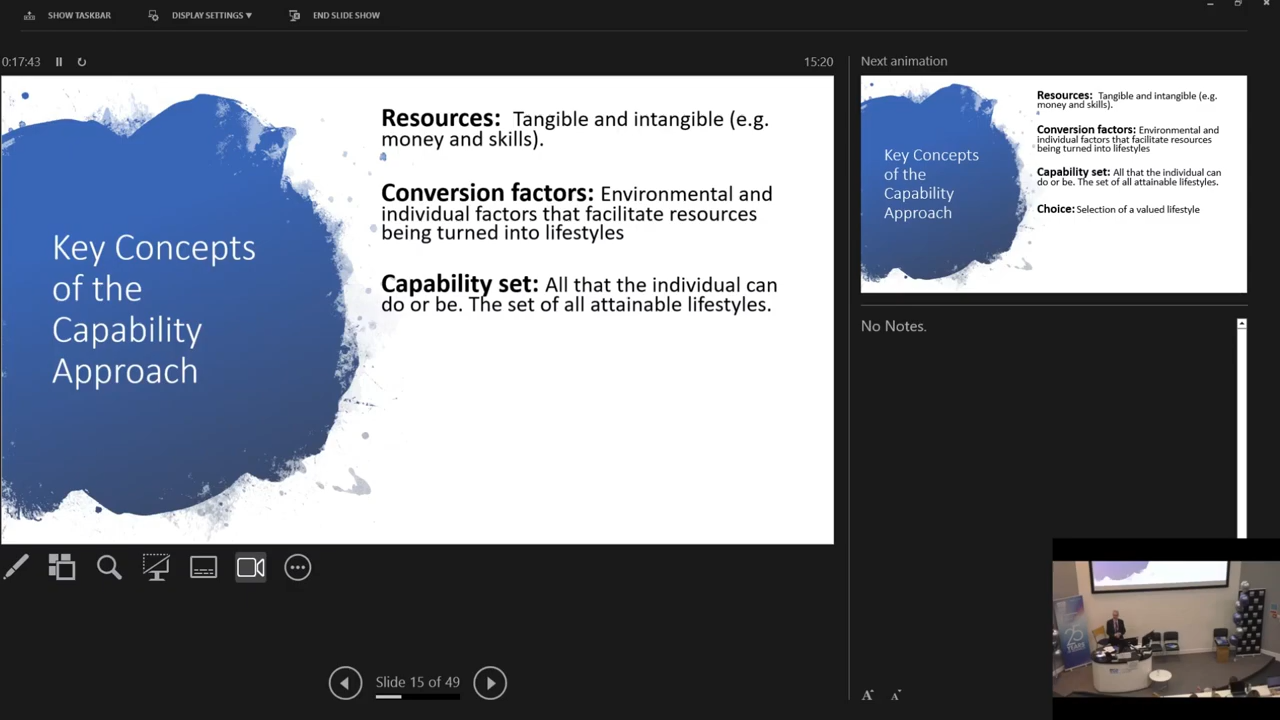 SHOW TASKBAR
DISPLAY SETTINGS ▼
END SLIDE SHOW
0:17:43
15:20
Key Concepts
of the
Capability
Approach
Resources: Tangible and intangible (e.g.
money and skills).
Conversion factors: Environmental and
individual factors that facilitate resources
being turned into lifestyles
Capability set: All that the individual can
do or be. The set of all attainable lifestyles.
Slide 15 of 49
Next animation
Key Concepts
of the
Capability
Approach
Resources: Tangible and intangible (e.g.
money and skills).
Conversion factors: Environmental and
individual factors that facilitate resources
being turned into lifestyles
Capability set: All that the individual can
do or be. The set of all attainable lifestyles.
Choice: Selection of a valued lifestyle
No Notes.
A A
25